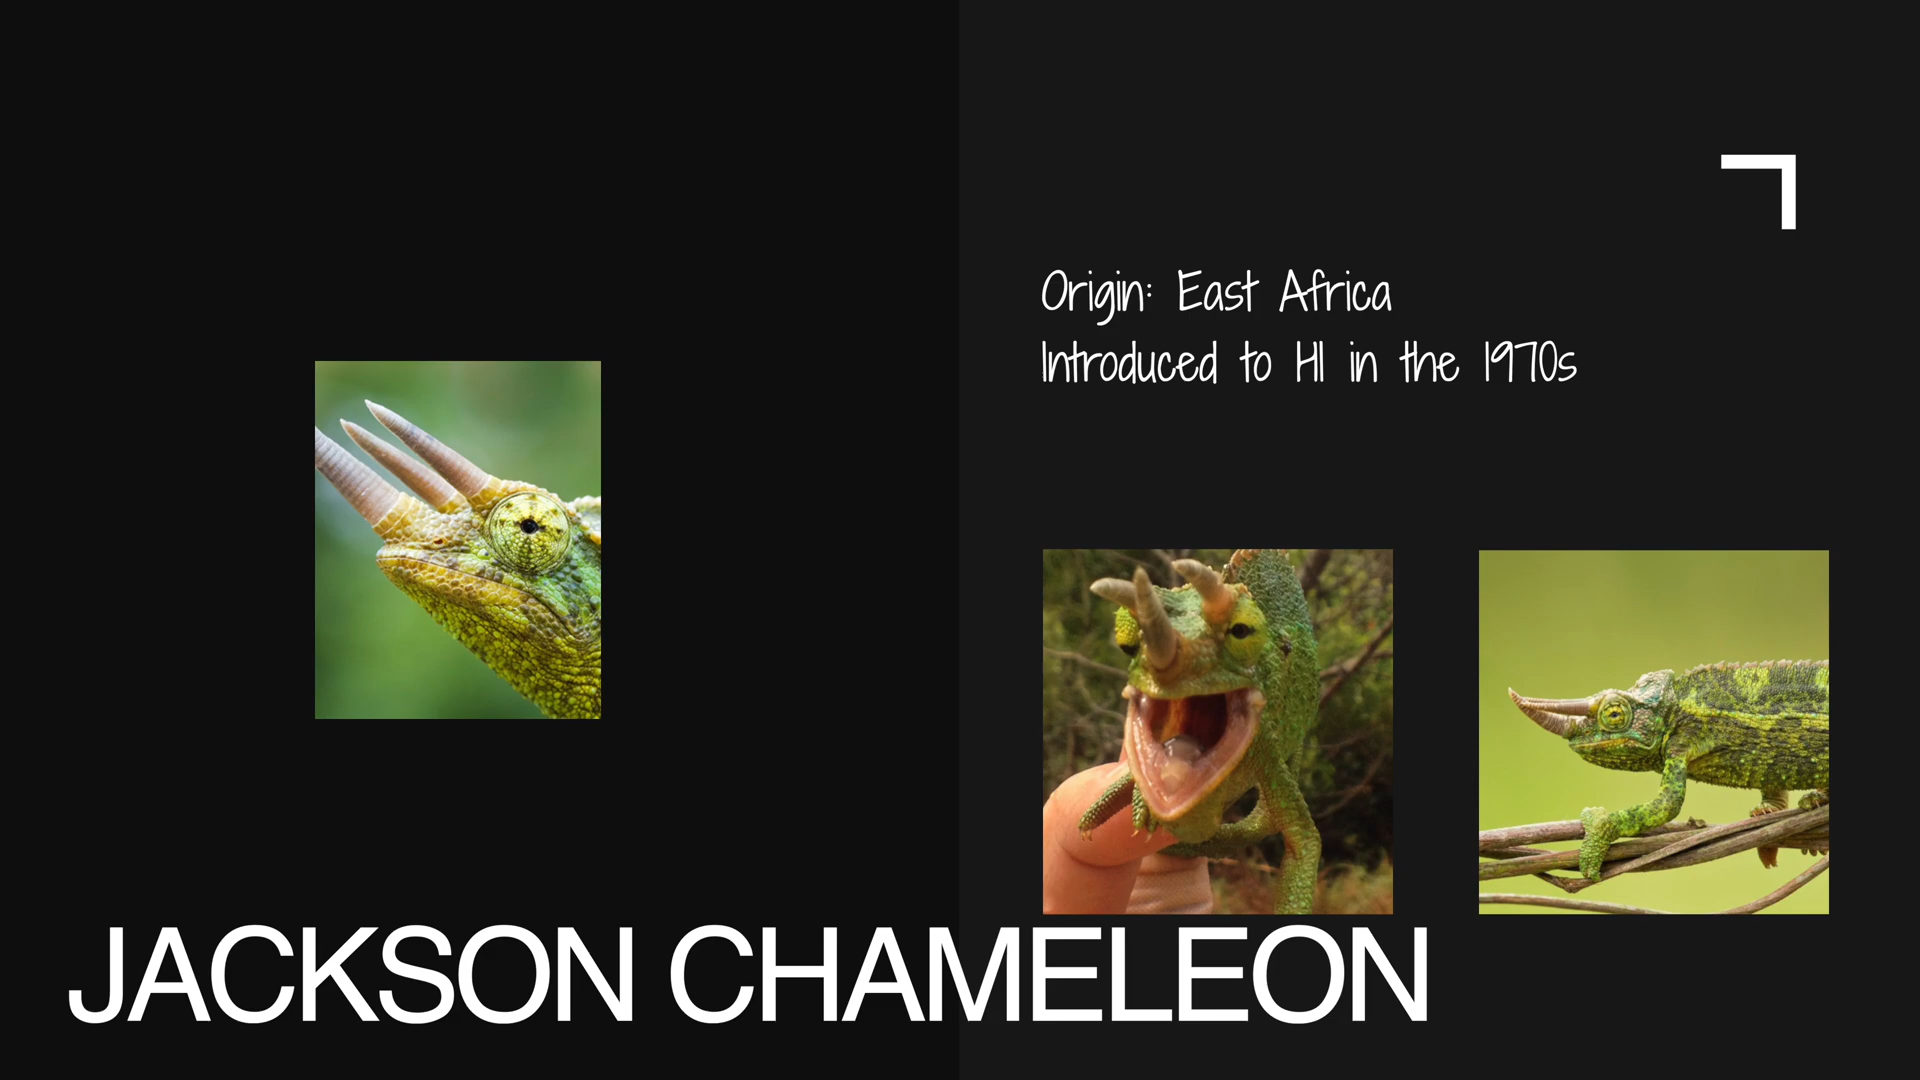 Origin: East Africa
Introduced to HI in the 1970s
JACKSON CHAMELEON